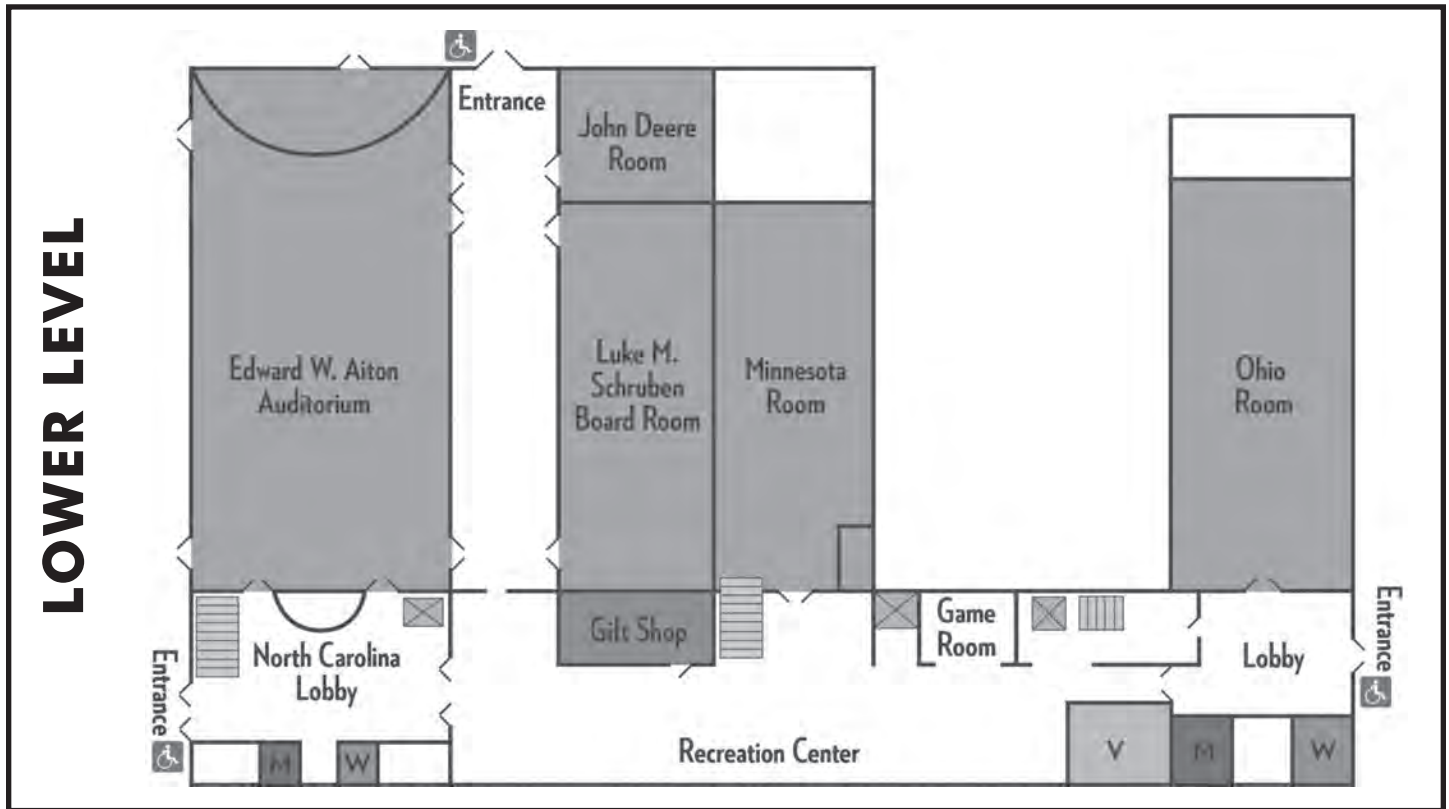 LOWER LEVEL
Entrance
John Deere
Room
Edward W. Aiton
Auditorium
Luke M.
Schruben
Board Room
Minnesota
Room
Ohio
Room
Gift Shop
Game
Room
North Carolina
Lobby
Lobby
Entrance
Entrance
Recreation Center
M
W
V
M
W